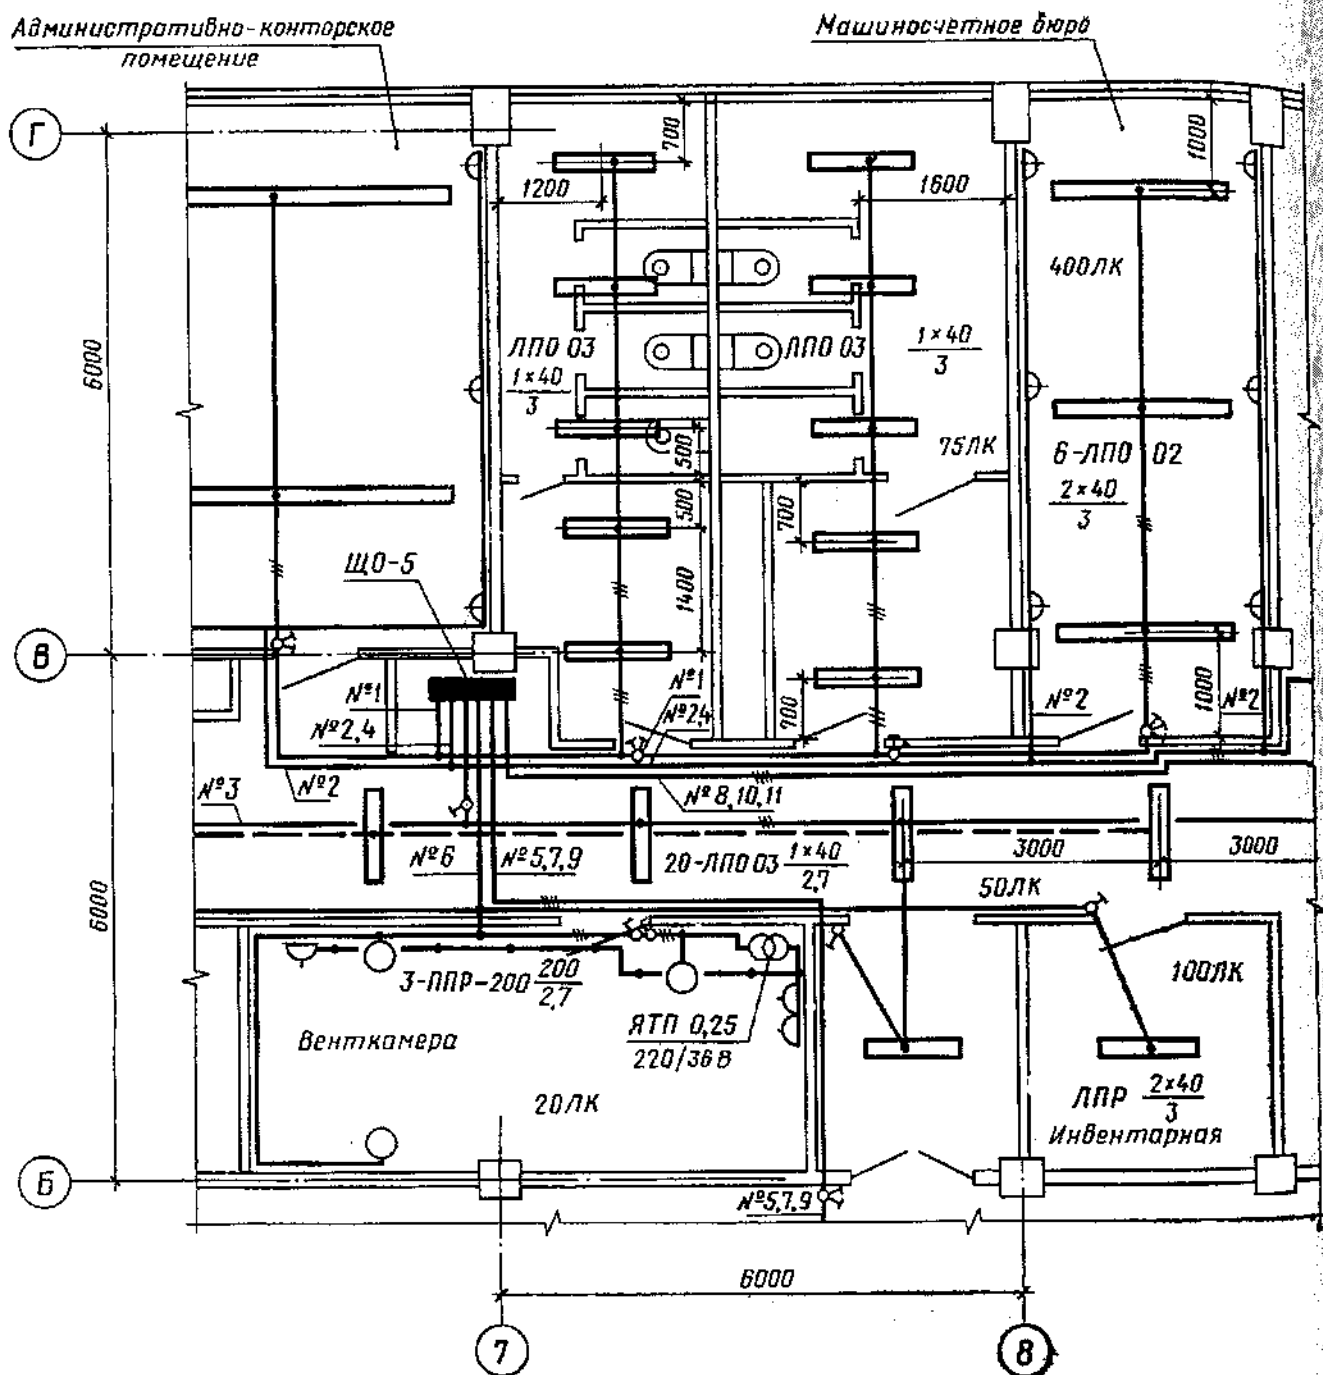 Административно-конторское
помещение
Машиносчетное бюро
Г
700
1000
1200
1600
400ЛК
6000
ЛПО 03
1×40
3
ЛПО 03
1×40
3
500
75ЛК
6-ЛПО 02
2×40
3
500
700
ЩО-5
1400
В
№1
№2,4
№1
№2,4
700
№2
1000
№2
№3
№2
№8,10,11
№6
№5,7,9
20-ЛПО 03
1×40
2,7
3000
3000
50ЛК
6000
3-ППР-200
200
2,7
100ЛК
Венткамера
ЯТП 0,25
220/36 В
20ЛК
ЛПР
2×40
3
Инвентарная
Б
№5,7,9
6000
7
8